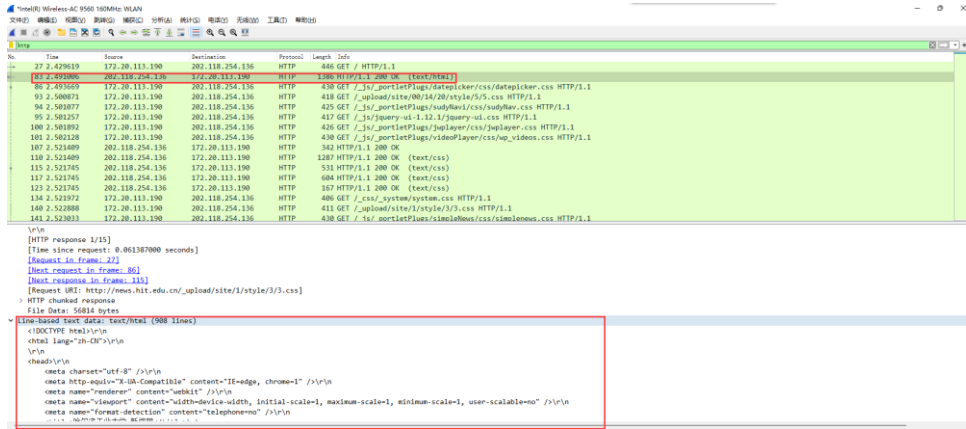 *Intel(R) Wireless-AC 9560 160MHz: WLAN
文件(F) 编辑(E) 视图(V) 跳转(G) 捕获(C) 分析(A) 统计(S) 电话(Y) 无线(W) 工具(T) 帮助(H)
http
No. Time Source Destination Protocol Length Info
27 2.429619 172.20.113.190 202.118.254.136 HTTP 446 GET / HTTP/1.1
83 2.491006 202.118.254.136 172.20.113.190 HTTP 1386 HTTP/1.1 200 OK (text/html)
86 2.493669 172.20.113.190 202.118.254.136 HTTP 430 GET /_js/_portletPlugs/datepicker/css/datepicker.css HTTP/1.1
93 2.500871 172.20.113.190 202.118.254.136 HTTP 418 GET /_upload/site/00/14/20/style/5/5.css HTTP/1.1
94 2.501077 172.20.113.190 202.118.254.136 HTTP 425 GET /_js/_portletPlugs/sudyNavi/css/sudyNav.css HTTP/1.1
95 2.501257 172.20.113.190 202.118.254.136 HTTP 417 GET /_js/jquery-ui-1.12.1/jquery-ui.css HTTP/1.1
100 2.501892 172.20.113.190 202.118.254.136 HTTP 426 GET /_js/_portletPlugs/jwplayer/css/jwplayer.css HTTP/1.1
101 2.502128 172.20.113.190 202.118.254.136 HTTP 430 GET /_js/_portletPlugs/videoPlayer/css/wp_videos.css HTTP/1.1
107 2.521409 202.118.254.136 172.20.113.190 HTTP 342 HTTP/1.1 200 OK
110 2.521409 202.118.254.136 172.20.113.190 HTTP 1287 HTTP/1.1 200 OK (text/css)
115 2.521745 202.118.254.136 172.20.113.190 HTTP 531 HTTP/1.1 200 OK (text/css)
117 2.521745 202.118.254.136 172.20.113.190 HTTP 604 HTTP/1.1 200 OK (text/css)
123 2.521745 202.118.254.136 172.20.113.190 HTTP 167 HTTP/1.1 200 OK (text/css)
134 2.521972 172.20.113.190 202.118.254.136 HTTP 406 GET /_css/_system/system.css HTTP/1.1
140 2.522888 172.20.113.190 202.118.254.136 HTTP 411 GET /_upload/site/1/style/3/3.css HTTP/1.1
141 2.523033 172.20.113.190 202.118.254.136 HTTP 430 GET /_js/_portletPlugs/simpleNews/css/simplenews.css HTTP/1.1
\r\n
[HTTP response 1/15]
[Time since request: 0.061387000 seconds]
[Request in frame: 27]
[Next request in frame: 86]
[Next response in frame: 115]
[Request URI: http://news.hit.edu.cn/_upload/site/1/style/3/3.css]
HTTP chunked response
File Data: 56814 bytes
Line-based text data: text/html (908 lines)
<!DOCTYPE html>\r\n
<html lang="zh-CN">\r\n
\r\n
<head>\r\n
<meta charset="utf-8" />\r\n
<meta http-equiv="X-UA-Compatible" content="IE=edge, chrome=1" />\r\n
<meta name="renderer" content="webkit" />\r\n
<meta name="viewport" content="width=device-width, initial-scale=1, maximum-scale=1, minimum-scale=1, user-scalable=no" />\r\n
<meta name="format-detection" content="telephone=no" />\r\n